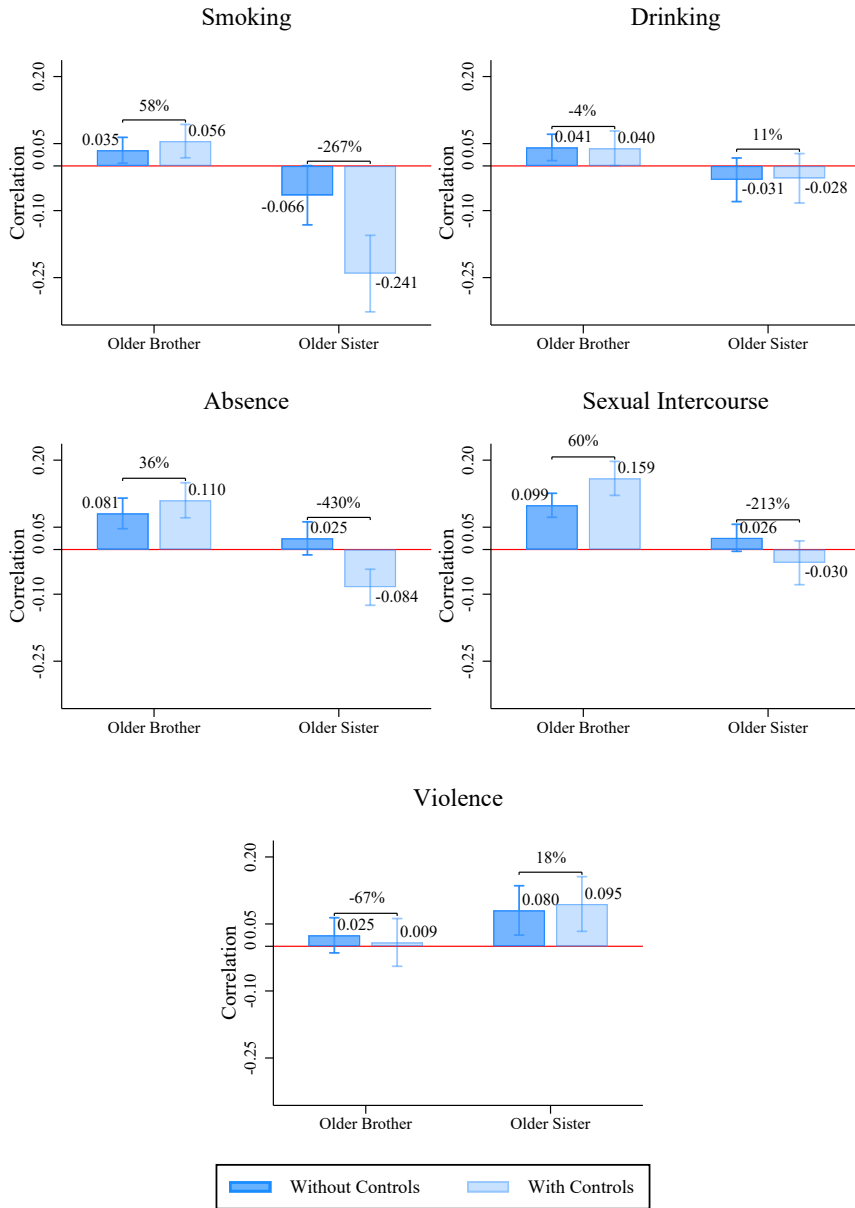 Smoking
Drinking
Correlation
0.20
0.05
0
-0.10
-0.25
58%
0.035
0.056
-267%
-0.066
-0.241
Older Brother
Older Sister
Correlation
0.20
0.05
0
-0.10
-0.25
-4%
0.041
0.040
11%
-0.031
-0.028
Older Brother
Older Sister
Absence
Sexual Intercourse
Correlation
0.20
0.05
0
-0.10
-0.25
36%
0.081
0.110
-430%
0.025
-0.084
Older Brother
Older Sister
Correlation
0.20
0.05
0
-0.10
-0.25
60%
0.099
0.159
-213%
0.026
-0.030
Older Brother
Older Sister
Violence
Correlation
0.20
0.05
0
-0.10
-0.25
-67%
0.025
0.009
18%
0.080
0.095
Older Brother
Older Sister
Without Controls
With Controls